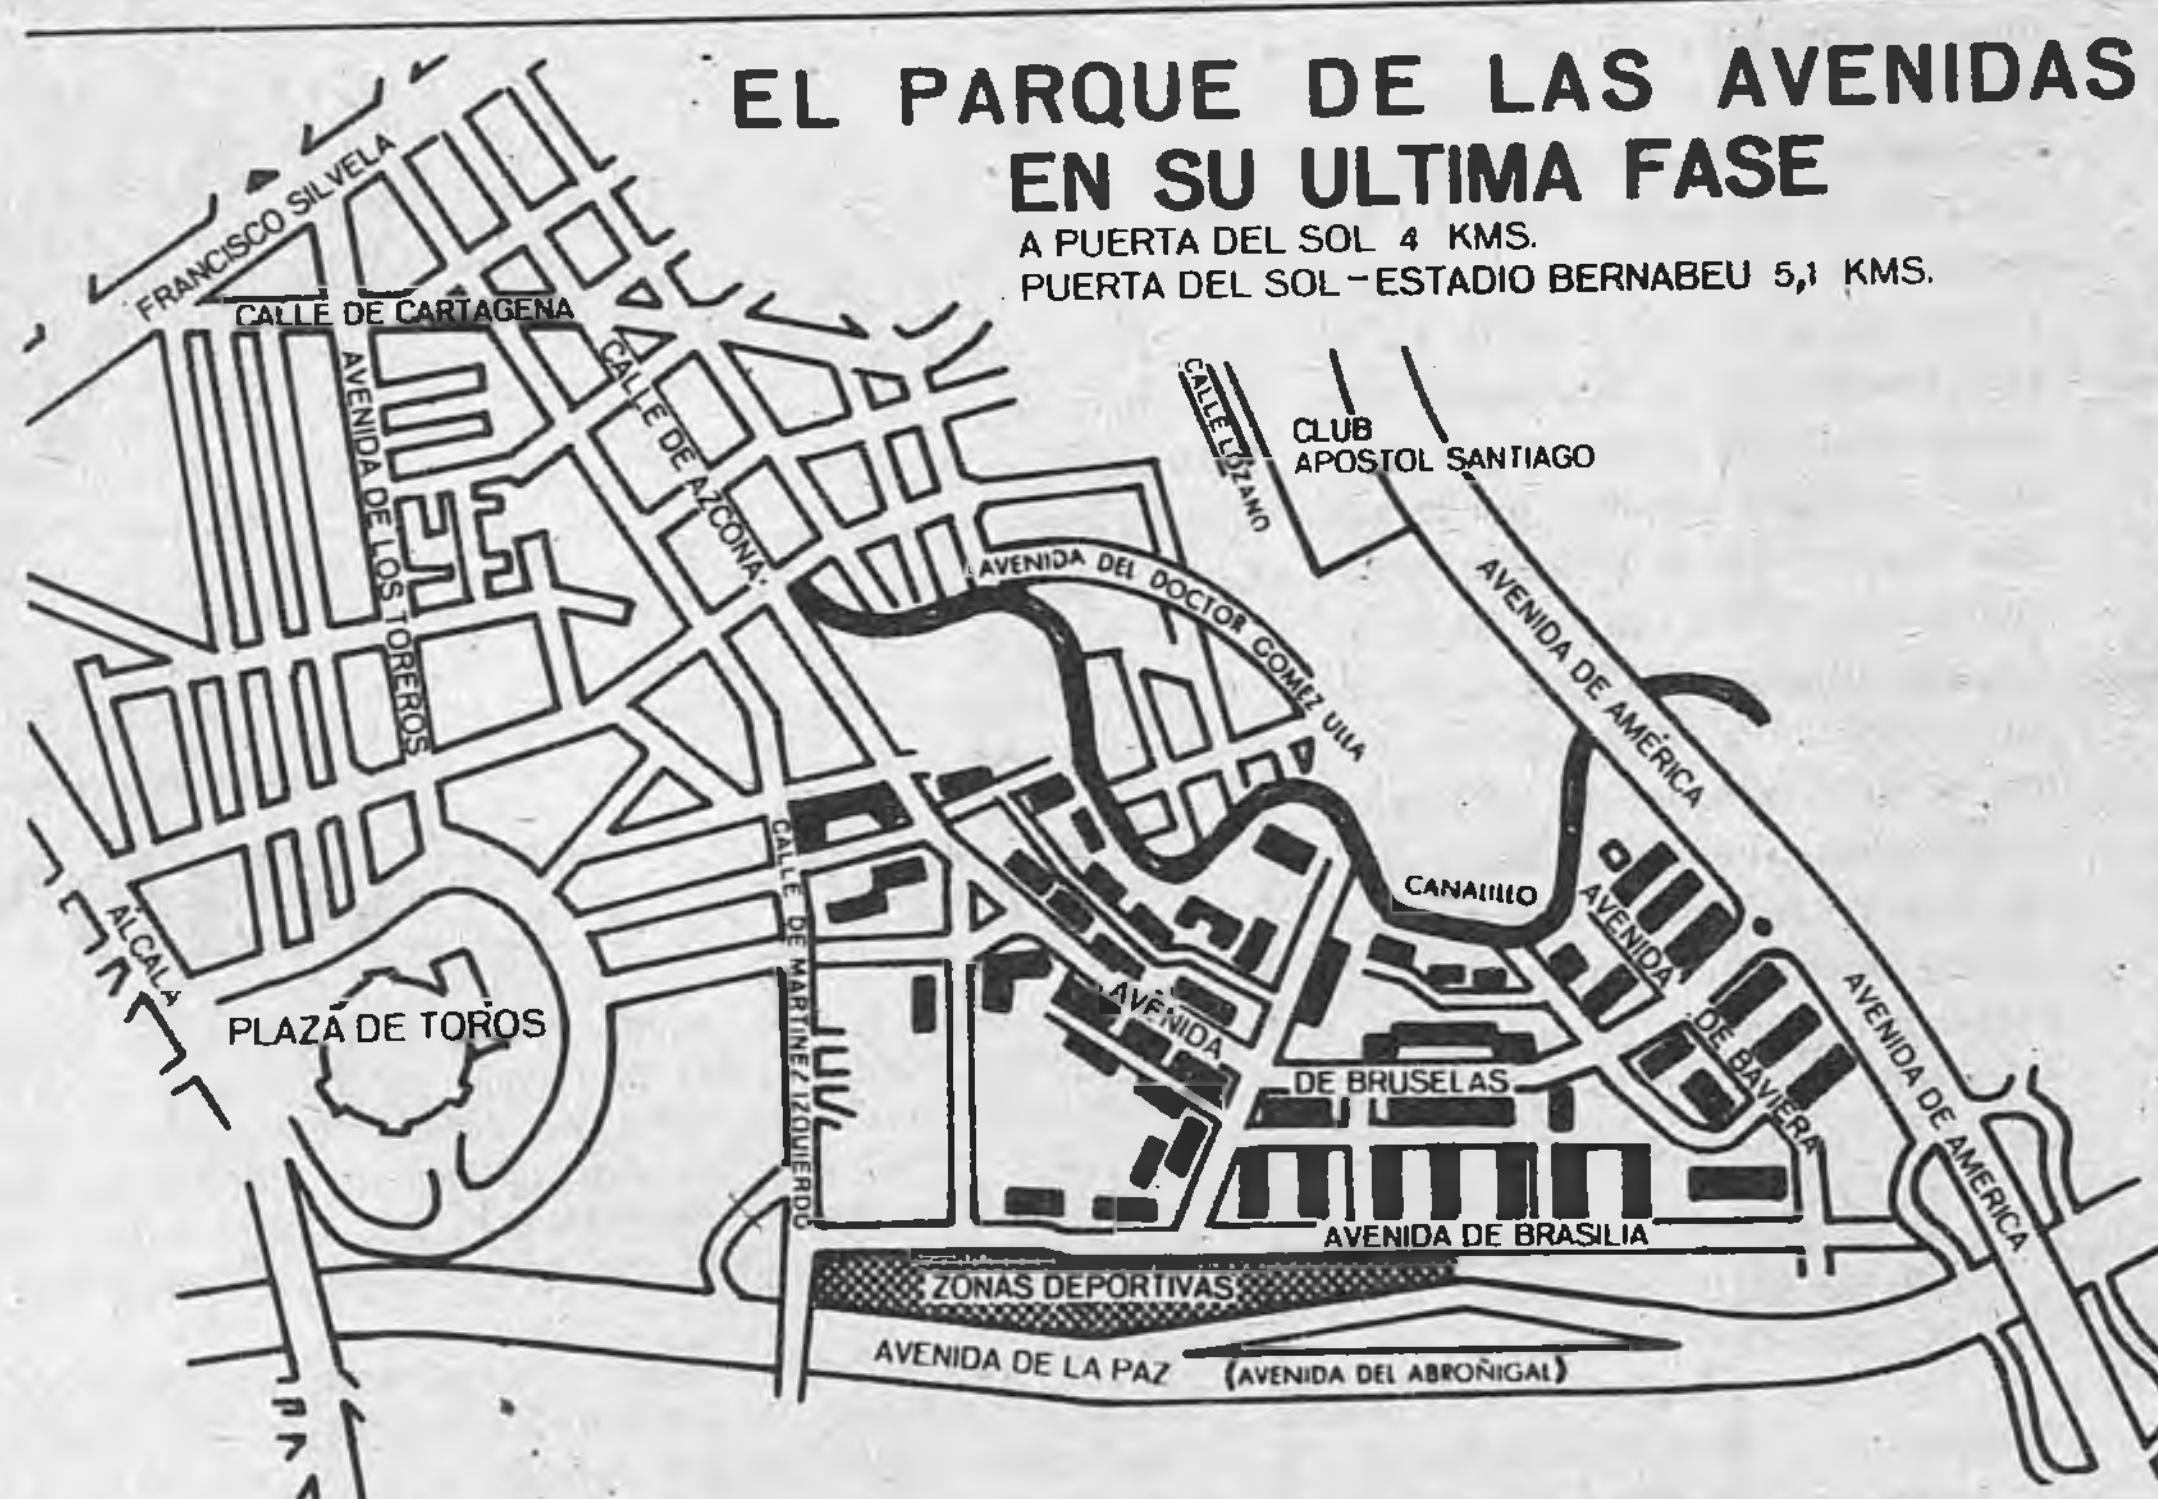 EL PARQUE DE LAS AVENIDAS
EN SU ULTIMA FASE
A PUERTA DEL SOL 4 KMS.
PUERTA DEL SOL-ESTADIO BERNABEU 5,1 KMS.
FRANCISCO SILVELA
CALLE DE CARTAGENA
AVENIDA DE LOS TOREROS
CALLE DE AZCONA
CALLE LOZANO
CLUB
APOSTOL SANTIAGO
AVENIDA DEL DOCTOR GOMEZ ULLA
AVENIDA DE AMERICA
CANALILLO
AVENIDA
DE BAVIERA
ALCALA
PLAZA DE TOROS
CALLE DE MARTINEZ IZQUIERDO
AVENIDA
DE BRUSELAS
AVENIDA DE AMERICA
AVENIDA DE BRASILIA
ZONAS DEPORTIVAS
AVENIDA DE LA PAZ (AVENIDA DEL ABROÑIGAL)